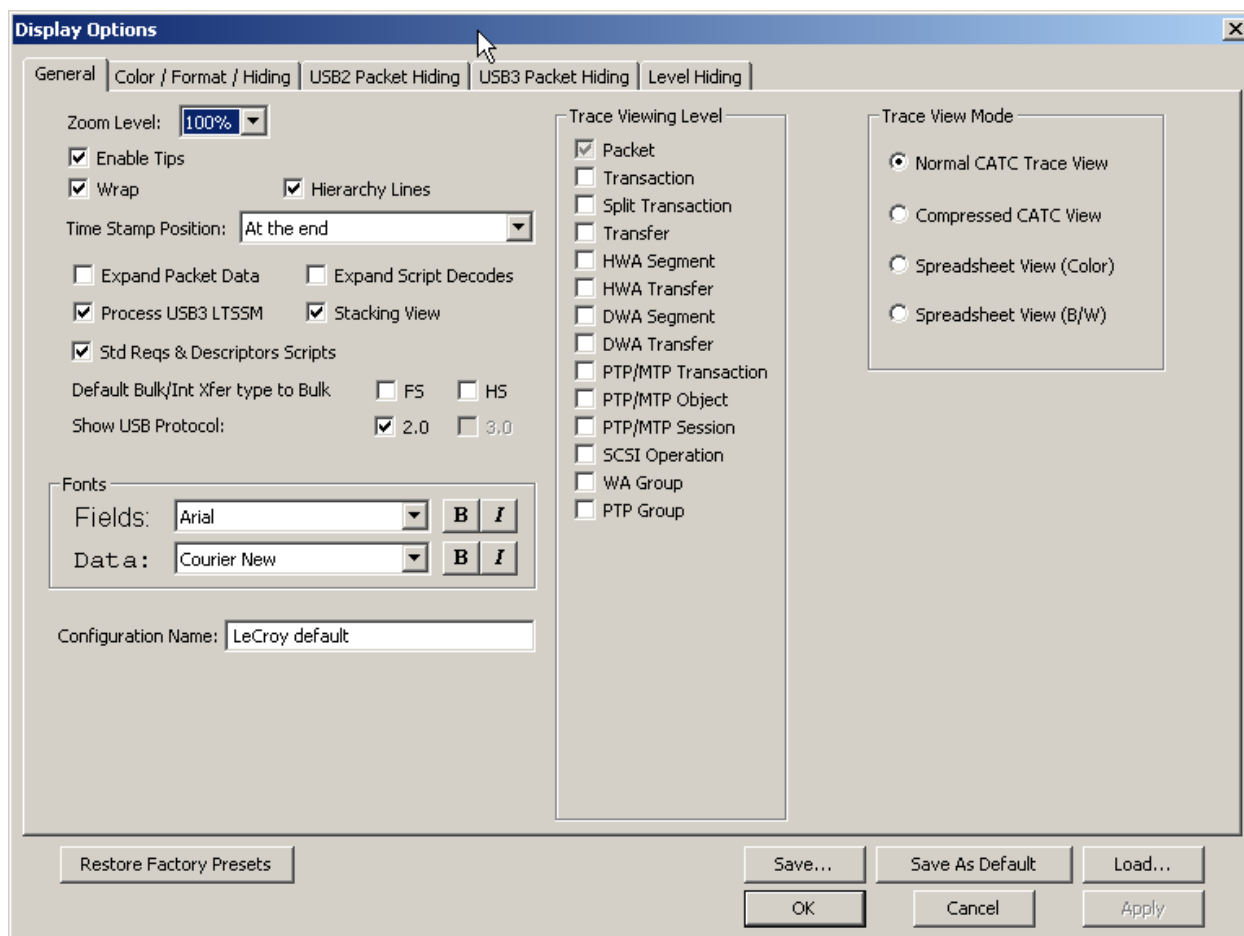 Display Options
General
Color / Format / Hiding
USB2 Packet Hiding
USB3 Packet Hiding
Level Hiding
Zoom Level: 100%
Enable Tips
Wrap
Hierarchy Lines
Time Stamp Position: At the end
Expand Packet Data
Expand Script Decodes
Process USB3 LTSSM
Stacking View
Std Reqs & Descriptors Scripts
Default Bulk/Int Xfer type to Bulk FS HS
Show USB Protocol: 2.0 3.0
Fonts
Fields: Arial B I
Data: Courier New B I
Configuration Name: LeCroy default
Trace Viewing Level
Packet
Transaction
Split Transaction
Transfer
HWA Segment
HWA Transfer
DWA Segment
DWA Transfer
PTP/MTP Transaction
PTP/MTP Object
PTP/MTP Session
SCSI Operation
WA Group
PTP Group
Trace View Mode
Normal CATC Trace View
Compressed CATC View
Spreadsheet View (Color)
Spreadsheet View (B/W)
Restore Factory Presets
Save...
Save As Default
Load...
OK
Cancel
Apply